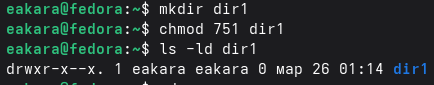 eakara@fedora:~$ mkdir dir1
eakara@fedora:~$ chmod 751 dir1
eakara@fedora:~$ ls -ld dir1
drwxr-x--x. 1 eakara eakara 0 мар 26 01:14 dir1